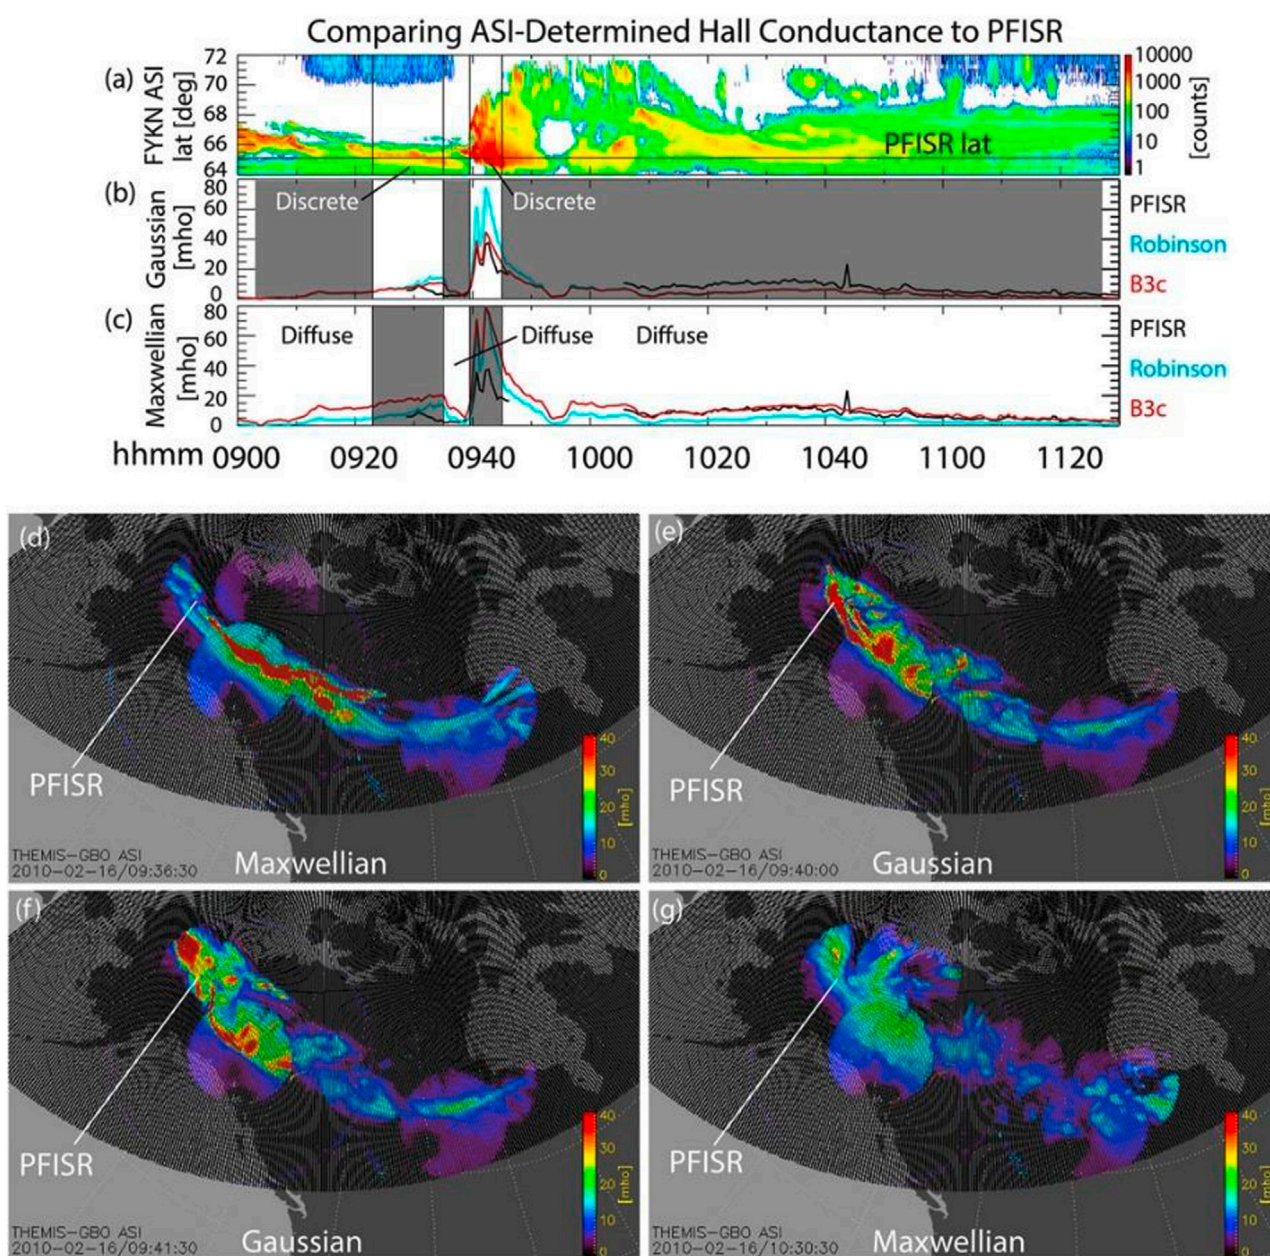 Comparing ASI-Determined Hall Conductance to PFISR
(a)
FYKN ASI
lat [deg]
72
70
68
66
64
PFISR lat
10000
1000
100
10
1
[counts]
(b)
Gaussian
[mho]
80
60
40
20
0
Discrete
Discrete
PFISR
Robinson
B3c
(c)
Maxwellian
[mho]
80
60
40
20
0
Diffuse
Diffuse
Diffuse
PFISR
Robinson
B3c
hhmm 0900 0920 0940 1000 1020 1040 1100 1120
(d)
PFISR
40
30
20
10
0
[mho]
THEMIS-GBO ASI
2010-02-16/09:36:30
Maxwellian
(e)
PFISR
40
30
20
10
0
[mho]
THEMIS-GBO ASI
2010-02-16/09:40:00
Gaussian
(f)
PFISR
40
30
20
10
0
[mho]
THEMIS-GBO ASI
2010-02-16/09:41:30
Gaussian
(g)
PFISR
40
30
20
10
0
[mho]
THEMIS-GBO ASI
2010-02-16/10:30:30
Maxwellian